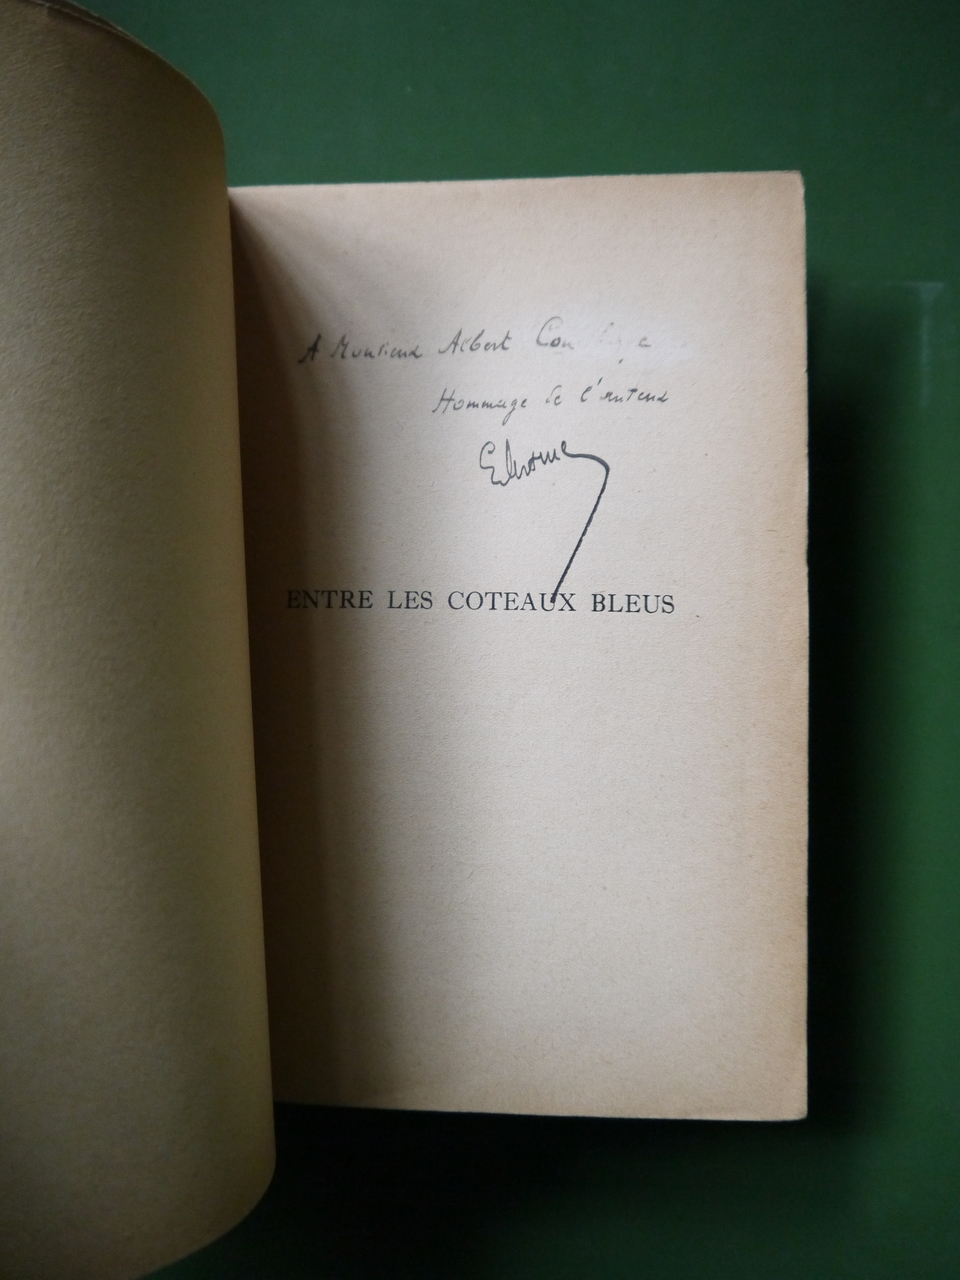 A Monsieur Albert
Hommage de l'auteur
ENTRE LES COTEAUX BLEUS